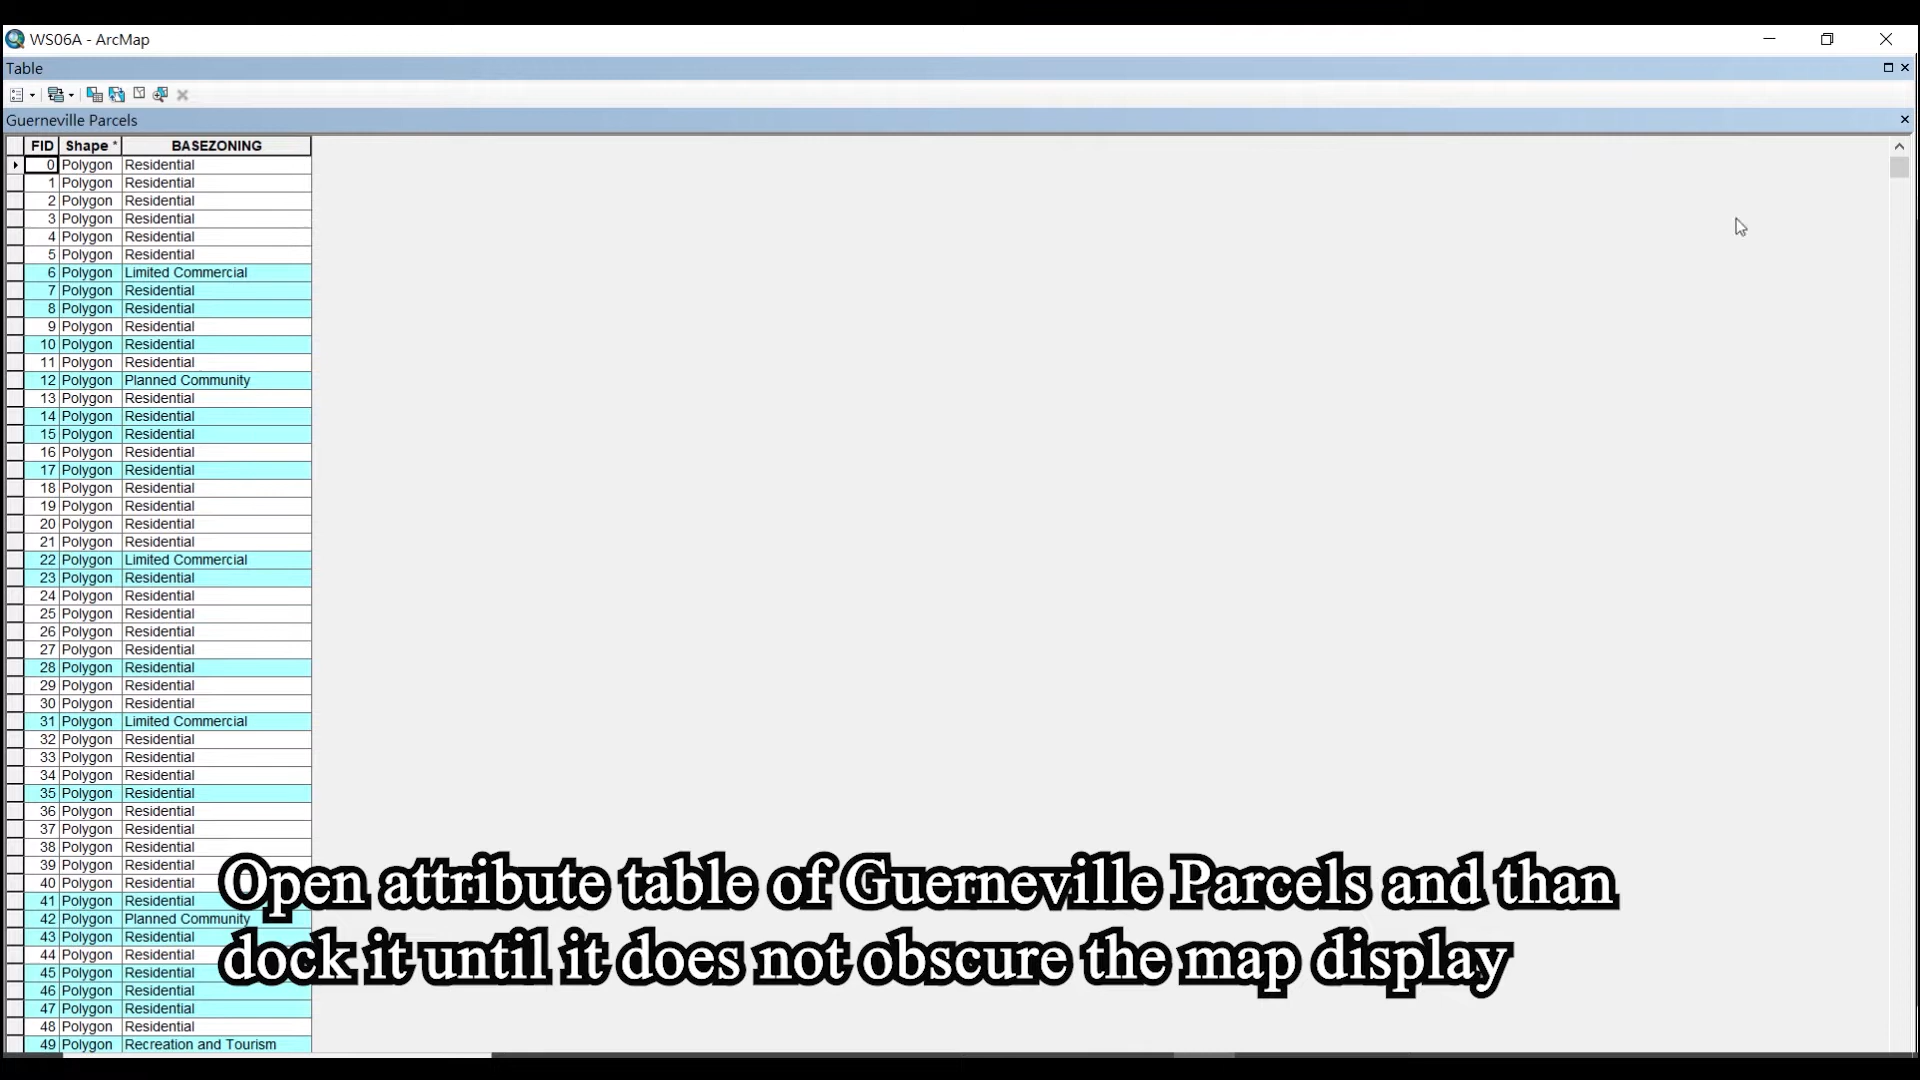 WS06A - ArcMap
Table
Guerneville Parcels
FID Shape * BASEZONING
0 Polygon Residential
1 Polygon Residential
2 Polygon Residential
3 Polygon Residential
4 Polygon Residential
5 Polygon Residential
6 Polygon Limited Commercial
7 Polygon Residential
8 Polygon Residential
9 Polygon Residential
10 Polygon Residential
11 Polygon Residential
12 Polygon Planned Community
13 Polygon Residential
14 Polygon Residential
15 Polygon Residential
16 Polygon Residential
17 Polygon Residential
18 Polygon Residential
19 Polygon Residential
20 Polygon Residential
21 Polygon Residential
22 Polygon Limited Commercial
23 Polygon Residential
24 Polygon Residential
25 Polygon Residential
26 Polygon Residential
27 Polygon Residential
28 Polygon Residential
29 Polygon Residential
30 Polygon Residential
31 Polygon Limited Commercial
32 Polygon Residential
33 Polygon Residential
34 Polygon Residential
35 Polygon Residential
36 Polygon Residential
37 Polygon Residential
38 Polygon Residential
39 Polygon Residential
40 Polygon Residential
41 Polygon Residential
42 Polygon Planned Community
43 Polygon Residential
44 Polygon Residential
45 Polygon Residential
46 Polygon Residential
47 Polygon Residential
48 Polygon Residential
49 Polygon Recreation and Tourism
Open attribute table of Guerneville Parcels and than
dock it until it does not obscure the map display